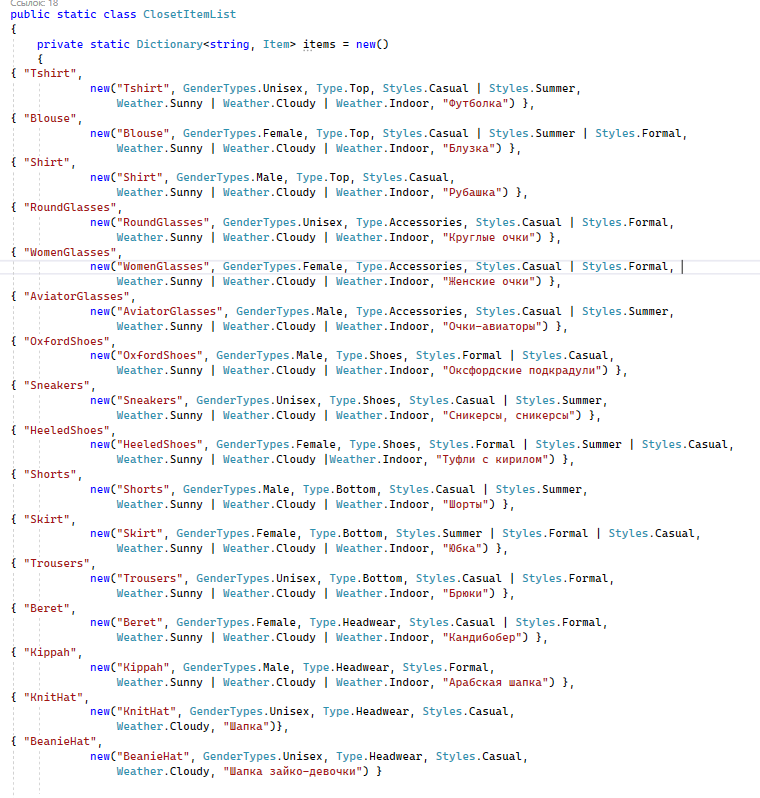 Ссылок: 18
public static class ClosetItemList
{
private static Dictionary<string, Item> items = new()
{
{ "Tshirt",
new("Tshirt", GenderTypes.Unisex, Type.Top, Styles.Casual | Styles.Summer,
Weather.Sunny | Weather.Cloudy | Weather.Indoor, "Футболка") },
{ "Blouse",
new("Blouse", GenderTypes.Female, Type.Top, Styles.Casual | Styles.Summer | Styles.Formal,
Weather.Sunny | Weather.Cloudy | Weather.Indoor, "Блузка") },
{ "Shirt",
new("Shirt", GenderTypes.Male, Type.Top, Styles.Casual,
Weather.Sunny | Weather.Cloudy | Weather.Indoor, "Рубашка") },
{ "RoundGlasses",
new("RoundGlasses", GenderTypes.Unisex, Type.Accessories, Styles.Casual | Styles.Formal,
Weather.Sunny | Weather.Cloudy | Weather.Indoor, "Круглые очки") },
{ "WomenGlasses",
new("WomenGlasses", GenderTypes.Female, Type.Accessories, Styles.Casual | Styles.Formal,
Weather.Sunny | Weather.Cloudy | Weather.Indoor, "Женские очки") },
{ "AviatorGlasses",
new("AviatorGlasses", GenderTypes.Male, Type.Accessories, Styles.Casual | Styles.Summer,
Weather.Sunny | Weather.Cloudy | Weather.Indoor, "Очки-авиаторы") },
{ "OxfordShoes",
new("OxfordShoes", GenderTypes.Male, Type.Shoes, Styles.Formal | Styles.Casual,
Weather.Sunny | Weather.Cloudy | Weather.Indoor, "Оксфордские подкрадули") },
{ "Sneakers",
new("Sneakers", GenderTypes.Unisex, Type.Shoes, Styles.Casual | Styles.Summer,
Weather.Sunny | Weather.Cloudy | Weather.Indoor, "Сникерсы, сникерсы") },
{ "HeeledShoes",
new("HeeledShoes", GenderTypes.Female, Type.Shoes, Styles.Formal | Styles.Summer | Styles.Casual,
Weather.Sunny | Weather.Cloudy |Weather.Indoor, "Туфли с кирилом") },
{ "Shorts",
new("Shorts", GenderTypes.Male, Type.Bottom, Styles.Casual | Styles.Summer,
Weather.Sunny | Weather.Cloudy | Weather.Indoor, "Шорты") },
{ "Skirt",
new("Skirt", GenderTypes.Female, Type.Bottom, Styles.Summer | Styles.Formal | Styles.Casual,
Weather.Sunny | Weather.Cloudy | Weather.Indoor, "Юбка") },
{ "Trousers",
new("Trousers", GenderTypes.Unisex, Type.Bottom, Styles.Casual | Styles.Formal,
Weather.Sunny | Weather.Cloudy | Weather.Indoor, "Брюки") },
{ "Beret",
new("Beret", GenderTypes.Female, Type.Headwear, Styles.Casual | Styles.Formal,
Weather.Sunny | Weather.Cloudy | Weather.Indoor, "Кандибобер") },
{ "Kippah",
new("Kippah", GenderTypes.Male, Type.Headwear, Styles.Formal,
Weather.Sunny | Weather.Cloudy | Weather.Indoor, "Арабская шапка") },
{ "KnitHat",
new("KnitHat", GenderTypes.Unisex, Type.Headwear, Styles.Casual,
Weather.Cloudy, "Шапка")},
{ "BeanieHat",
new("BeanieHat", GenderTypes.Unisex, Type.Headwear, Styles.Casual,
Weather.Cloudy, "Шапка зайко-девочки") }